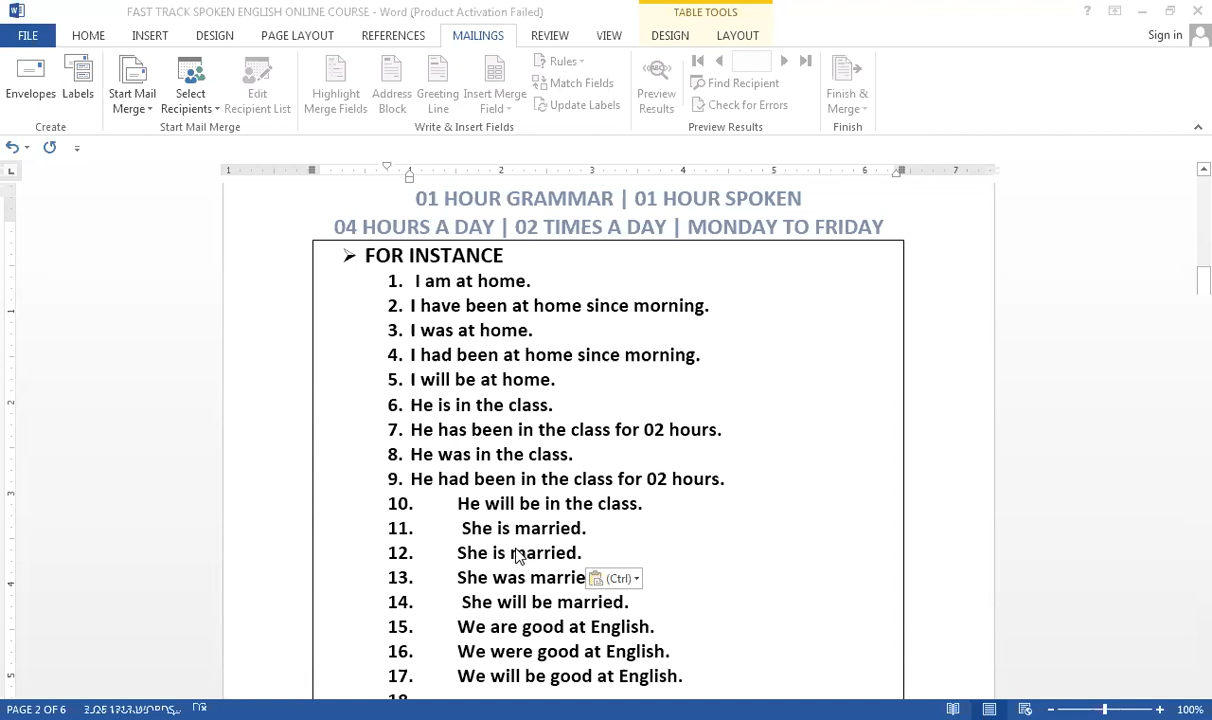 FAST TRACK SPOKEN ENGLISH ONLINE COURSE - Word (Product Activation Failed)
TABLE TOOLS
FILE HOME INSERT DESIGN PAGE LAYOUT REFERENCES MAILINGS REVIEW VIEW DESIGN LAYOUT Sign in
Envelopes Labels
Start Mail Merge Select Recipients Edit Recipient List
Highlight Merge Fields Address Block Greeting Line Insert Merge Field
Rules
Match Fields
Update Labels
Preview Results
Find Recipient
Check for Errors
Finish & Merge
Create Start Mail Merge Write & Insert Fields Preview Results Finish
1 1 2 3 4 5 6 7
01 HOUR GRAMMAR | 01 HOUR SPOKEN
04 HOURS A DAY | 02 TIMES A DAY | MONDAY TO FRIDAY
FOR INSTANCE
1. I am at home.
2. I have been at home since morning.
3. I was at home.
4. I had been at home since morning.
5. I will be at home.
6. He is in the class.
7. He has been in the class for 02 hours.
8. He was in the class.
9. He had been in the class for 02 hours.
10. He will be in the class.
11. She is married.
12. She is married.
13. She was marrie (Ctrl)
14. She will be married.
15. We are good at English.
16. We were good at English.
17. We will be good at English.
18.
PAGE 2 OF 6
100%